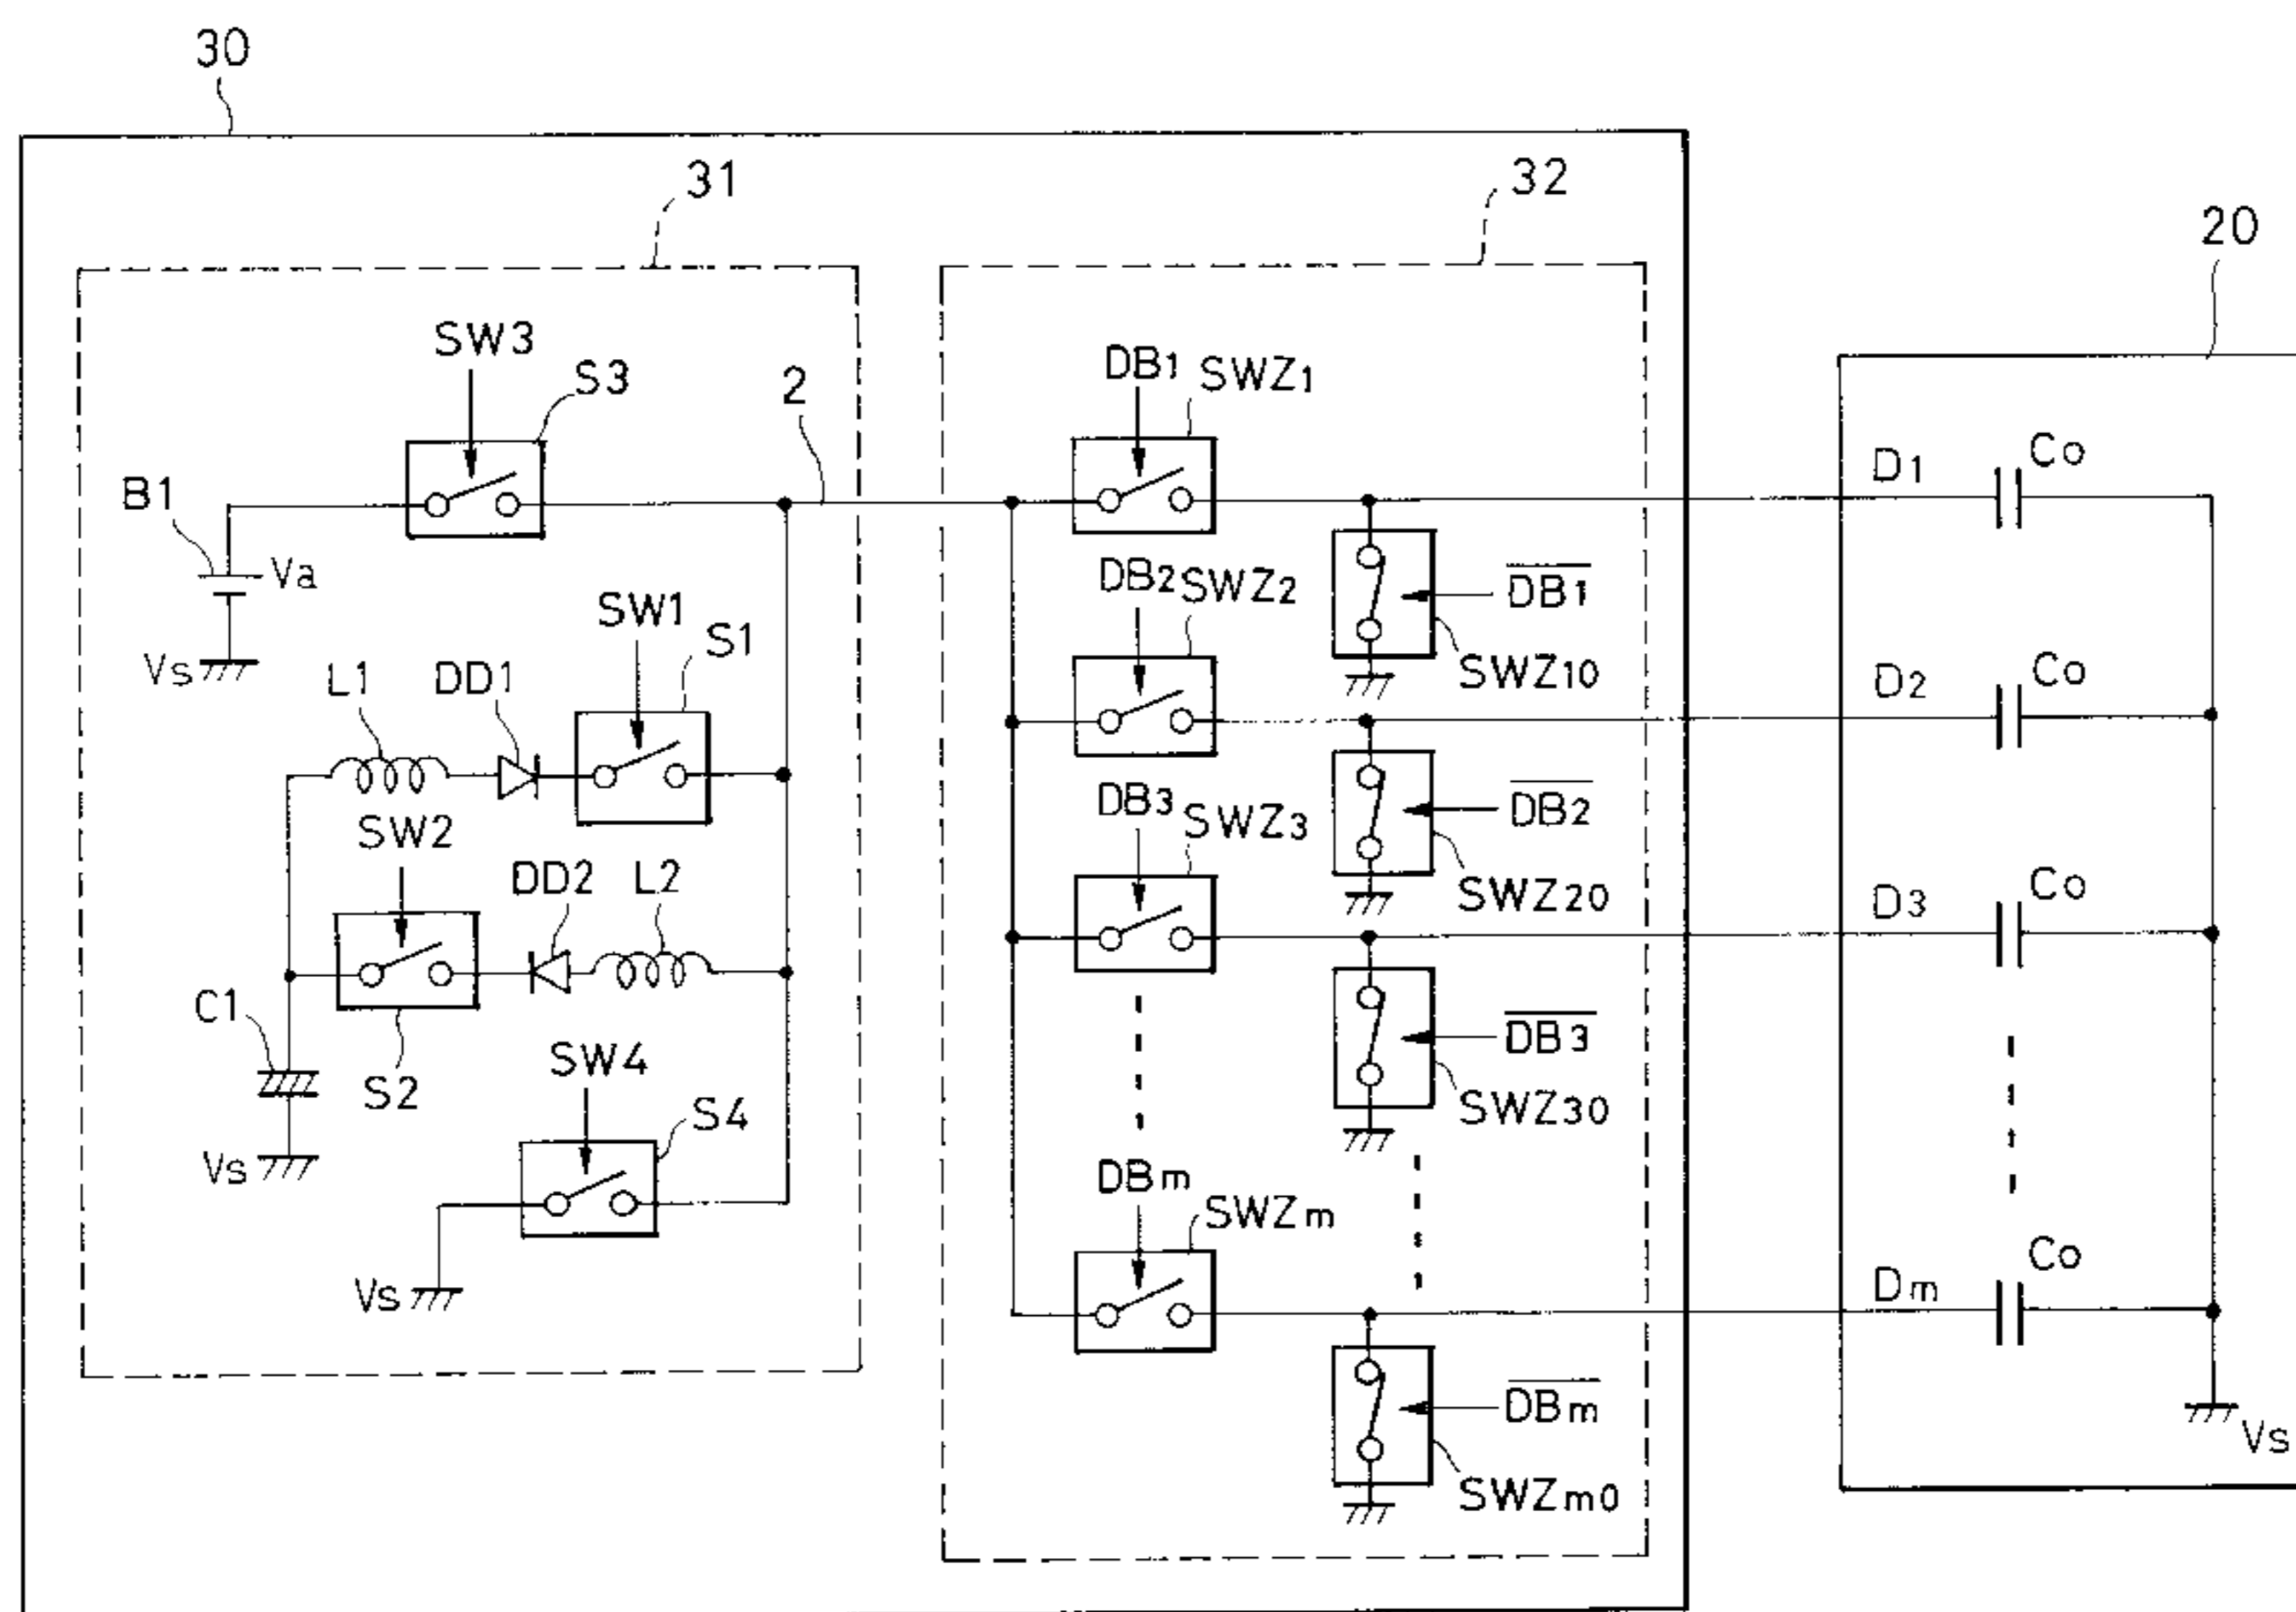 30
31
32
20
SW3
S3
2
DB1
SWZ1
D1
Co
B1
Va
Vs
DB2
SWZ2
DB1
SWZ10
SW1
S1
L1
DD1
D2
Co
DB3
SWZ3
DB2
SWZ20
SW2
DD2
L2
D3
Co
C1
S2
DB3
SWZ30
SW4
S4
Vs
DBm
SWZm
Vs
Dm
Co
DBm
SWZm0
Vs